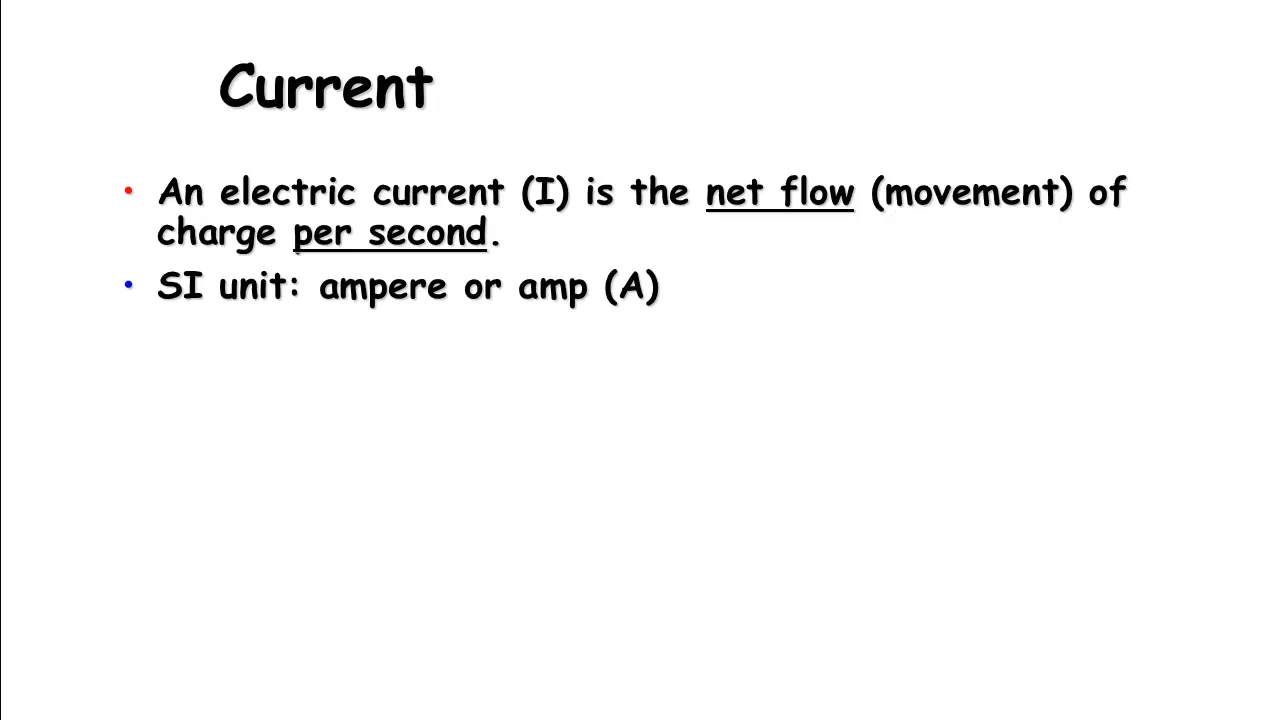 Current
• An electric current (I) is the net flow (movement) of
charge per second.
• SI unit: ampere or amp (A)